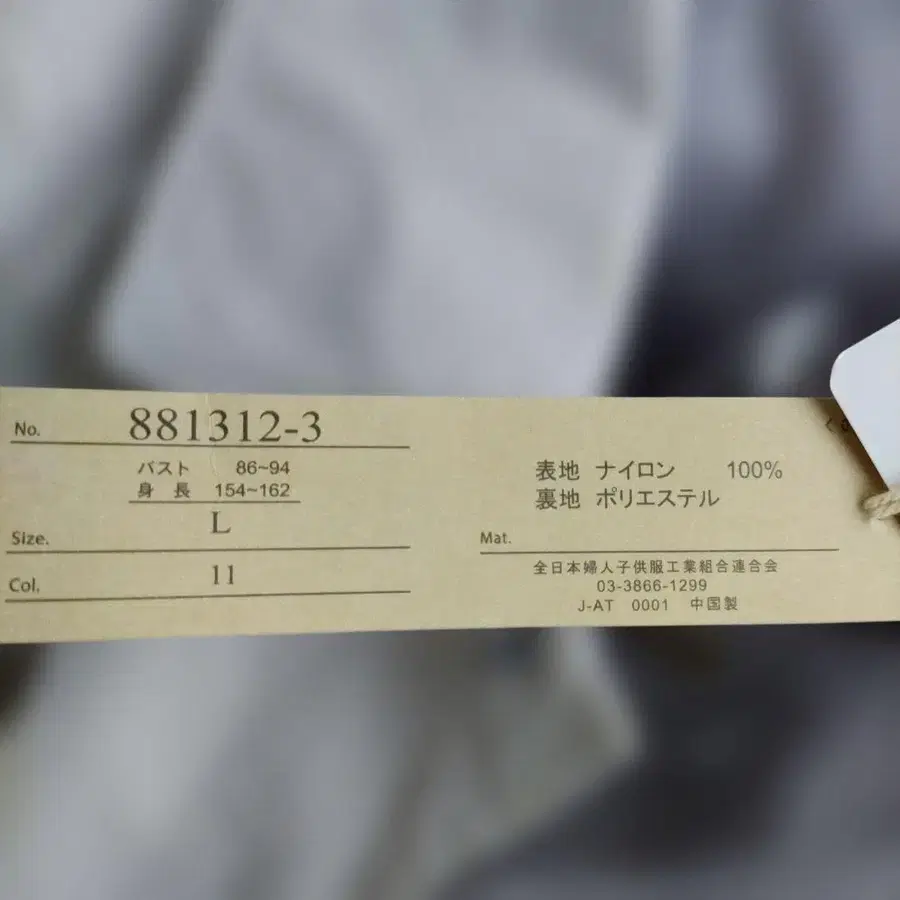 No. 881312-3
バスト 86~94
身長 154~162
Size. L
Col. 11
表地 ナイロン 100%
裏地 ポリエステル
Mat.
全日本婦人子供服工業組合連合会
03-3866-1299
J-AT 0001 中国製